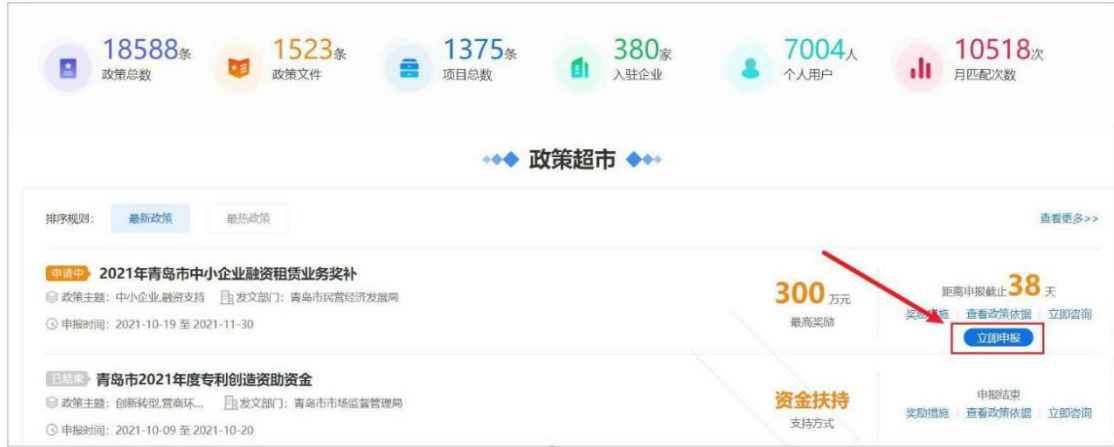 18588条 1523条 1375条 380家 7004人 10518次
政策总数 政策文件 项目总数 入驻企业 个人用户 月匹配次数
政策超市
排序规则: 最新政策 最热政策 查看更多>>
申请中 2021年青岛市中小企业融资租赁业务奖补
政策主题: 中小企业,融资支持 发文部门: 青岛市民营经济发展局
申报时间: 2021-10-19 至 2021-11-30
300 万元
最高奖励
距离申报截止 38 天
奖励措施 查看政策依据 立即咨询
立即申报
已结束 青岛市2021年度专利创造资助资金
政策主题: 创新转型,营商环... 发文部门: 青岛市市场监督管理局
申报时间: 2021-10-09 至 2021-10-20
资金扶持
支持方式
申报结束
奖励措施 查看政策依据 立即咨询